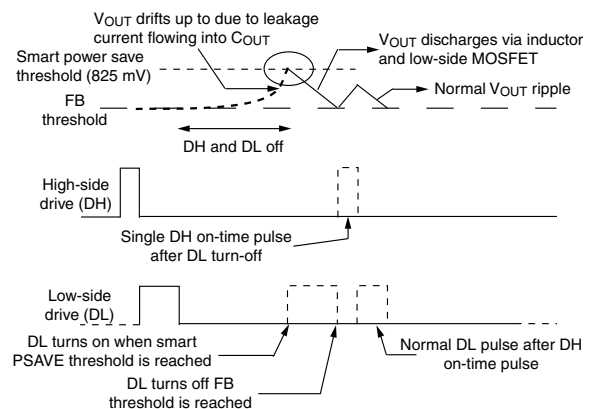 VOUT drifts up to due to leakage
current flowing into COUT
Smart power save
threshold (825 mV)
VOUT discharges via inductor
and low-side MOSFET
FB
threshold
Normal VOUT ripple
DH and DL off
High-side
drive (DH)
Single DH on-time pulse
after DL turn-off
Low-side
drive (DL)
DL turns on when smart
PSAVE threshold is reached
Normal DL pulse after DH
on-time pulse
DL turns off FB
threshold is reached